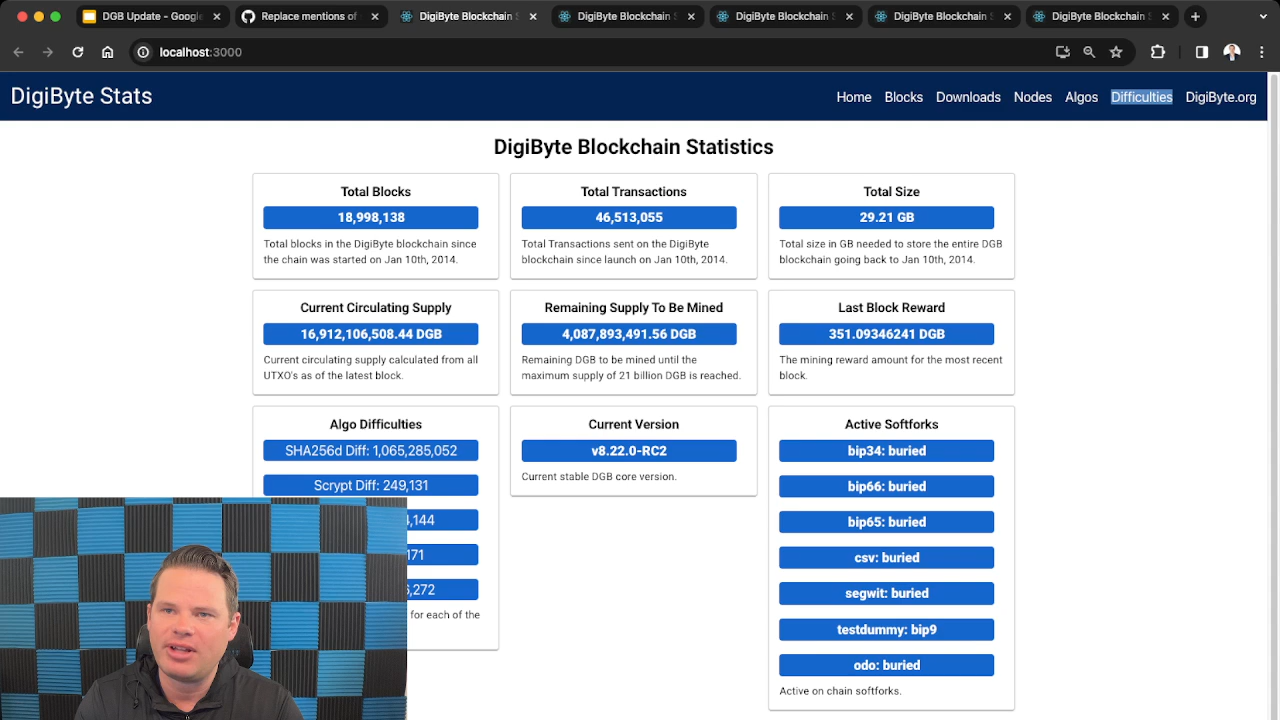 DGB Update - Google
Replace mentions
DigiByte Blockchain
DigiByte Blockchain S
DigiByte Blockchain S
DigiByte Blockchain S
DigiByte Blockchain S
localhost:3000
DigiByte Stats
Home
Blocks
Downloads
Nodes
Algos
Difficulties
DigiByte.org
DigiByte Blockchain Statistics
Total Blocks
18,998,138
Total blocks in the DigiByte blockchain since
the chain was started on Jan 10th, 2014.
Total Transactions
46,513,055
Total Transactions sent on the DigiByte
blockchain since launch on Jan 10th, 2014.
Total Size
29.21 GB
Total size in GB needed to store the entire DGB
blockchain going back to Jan 10th, 2014.
Current Circulating Supply
16,912,106,508.44 DGB
Current circulating supply calculated from all
UTXO's as of the latest block.
Remaining Supply To Be Mined
4,087,893,491.56 DGB
Remaining DGB to be mined until the
maximum supply of 21 billion DGB is reached.
Last Block Reward
351.09346241 DGB
The mining reward amount for the most recent
block.
Algo Difficulties
SHA256d Diff: 1,065,285,052
Scrypt Diff: 249,131
,144
171
,272
for each of the
Current Version
v8.22.0-RC2
Current stable DGB core version.
Active Softforks
bip34: buried
bip66: buried
bip65: buried
csv: buried
segwit: buried
testdummy: bip9
odo: buried
Active on chain softforks.